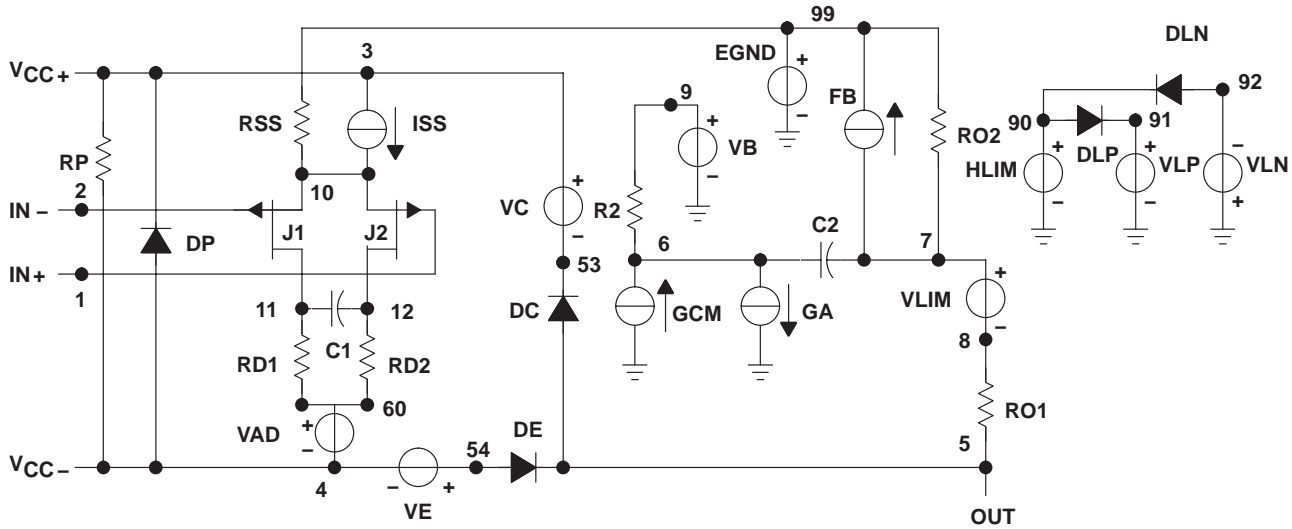 99
DLN
3
EGND
+
VCC+
92
9
FB
+
RSS
ISS
90
91
VB
RO2
–
DLP
–
RP
+
+
–
2
10
HLIM
VLP
VLN
+
IN –
VC
R2
–
–
+
J1
J2
C2
–
DP
6
7
IN+
53
+
1
VLIM
11
12
DC
GCM
GA
–
C1
8
RD1
RD2
60
RO1
+
VAD
DE
–
54
5
VCC–
4
–
+
VE
OUT